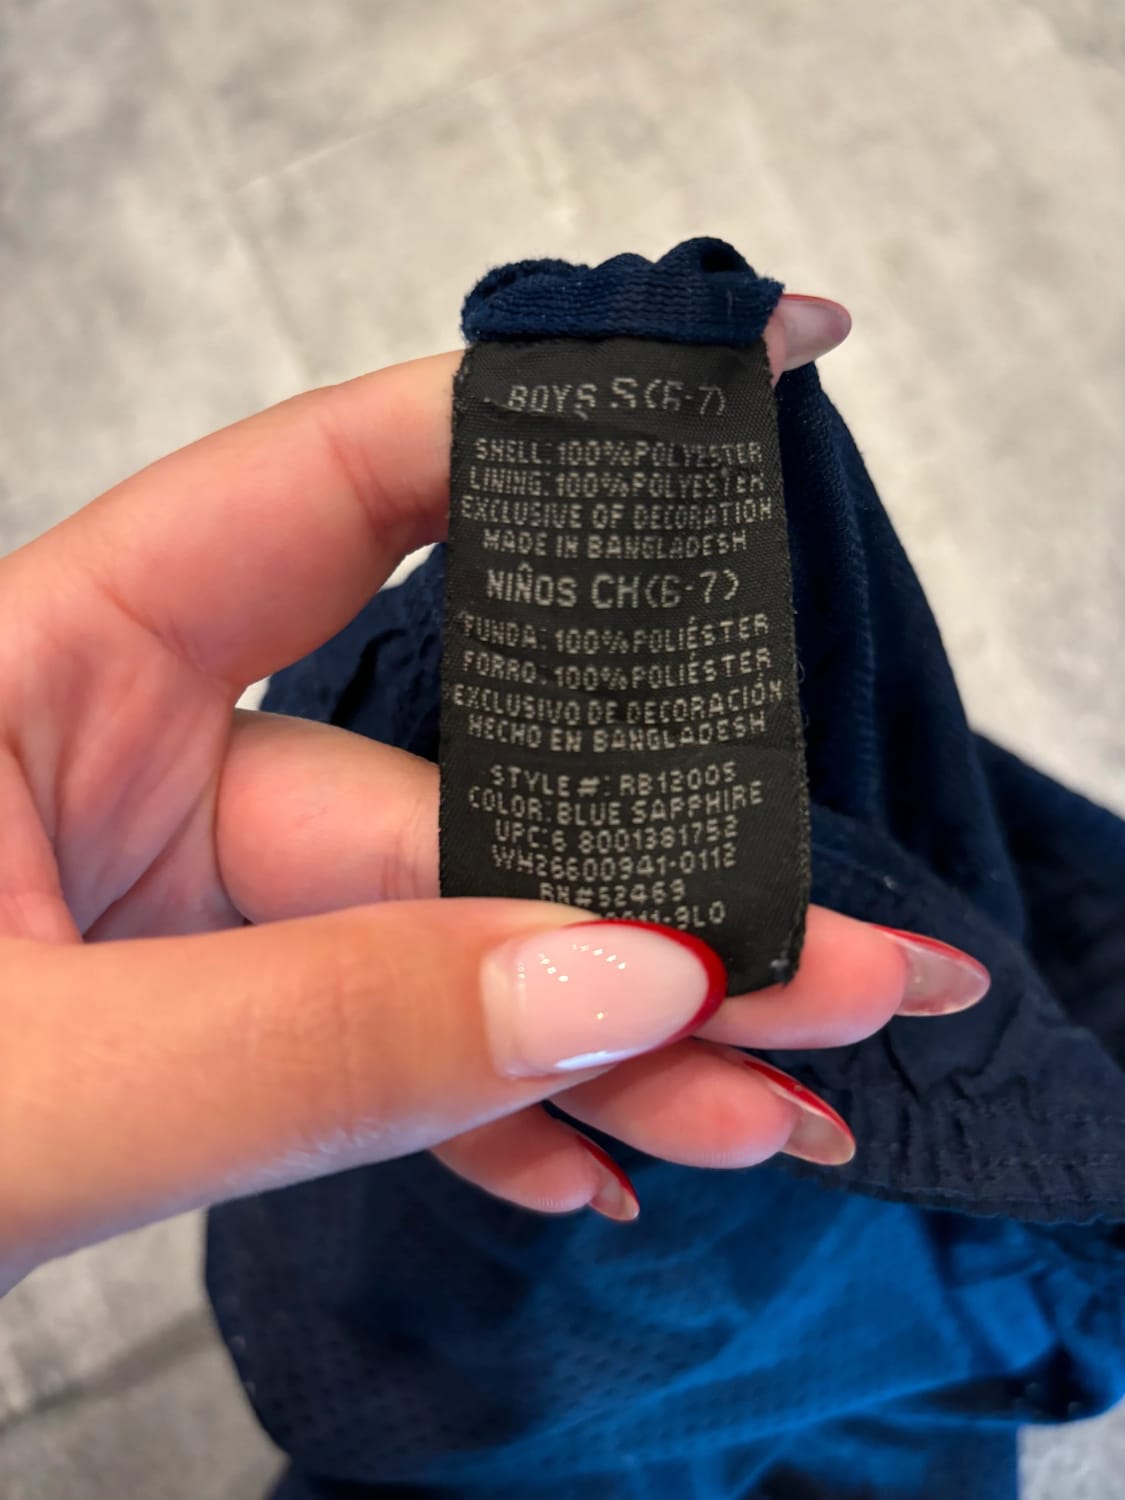 BOYS S(6-7)
SHELL: 100%POLYESTER
LINING: 100%POLYESTER
EXCLUSIVE OF DECORATION
MADE IN BANGLADESH
NIÑOS CH(6-7)
FUNDA: 100%POLIÉSTER
FORRO: 100%POLIÉSTER
EXCLUSIVO DE DECORACIÓN
HECHO EN BANGLADESH
STYLE #: RB12005
COLOR: BLUE SAPPHIRE
UPC:6 8001381752
WH26600941-0112
RN#52469